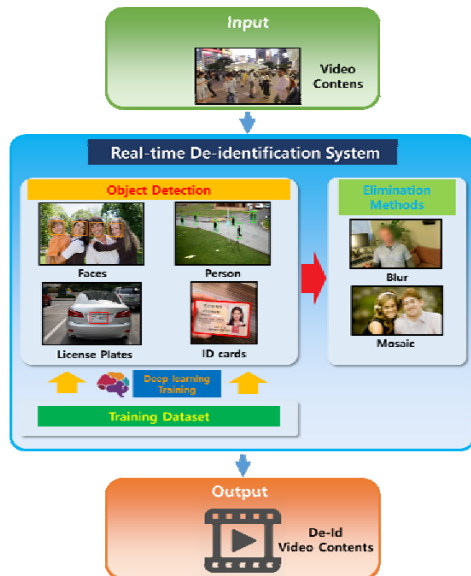 Input
Video
Contens
Real-time De-identification System
Object Detection
Elimination
Methods
Faces
Person
License Plates
ID cards
Blur
Mosaic
Deep learning
Training
Training Dataset
Output
De-Id
Video Contents